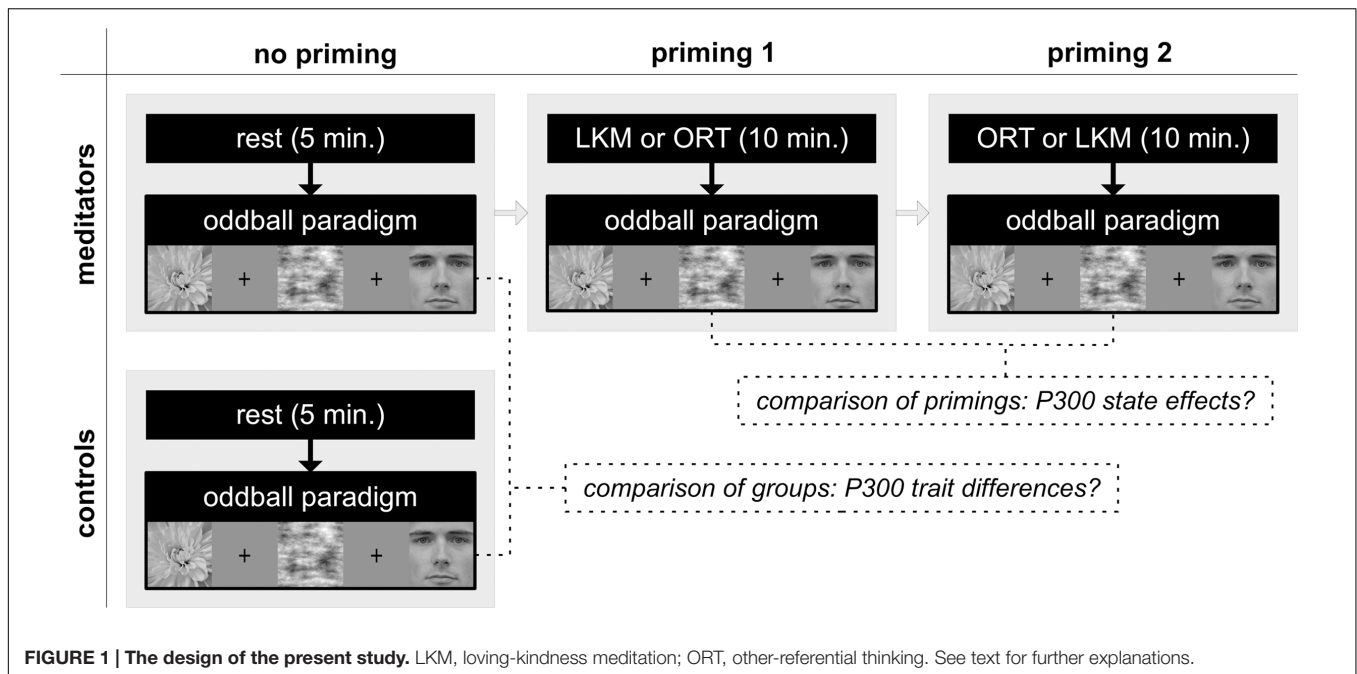 no priming
priming 1
priming 2
meditators
rest (5 min.)
LKM or ORT (10 min.)
ORT or LKM (10 min.)
oddball paradigm
oddball paradigm
oddball paradigm
+ +
+ +
+ +
comparison of primings: P300 state effects?
controls
rest (5 min.)
oddball paradigm
+ +
comparison of groups: P300 trait differences?
FIGURE 1 | The design of the present study. LKM, loving-kindness meditation; ORT, other-referential thinking. See text for further explanations.